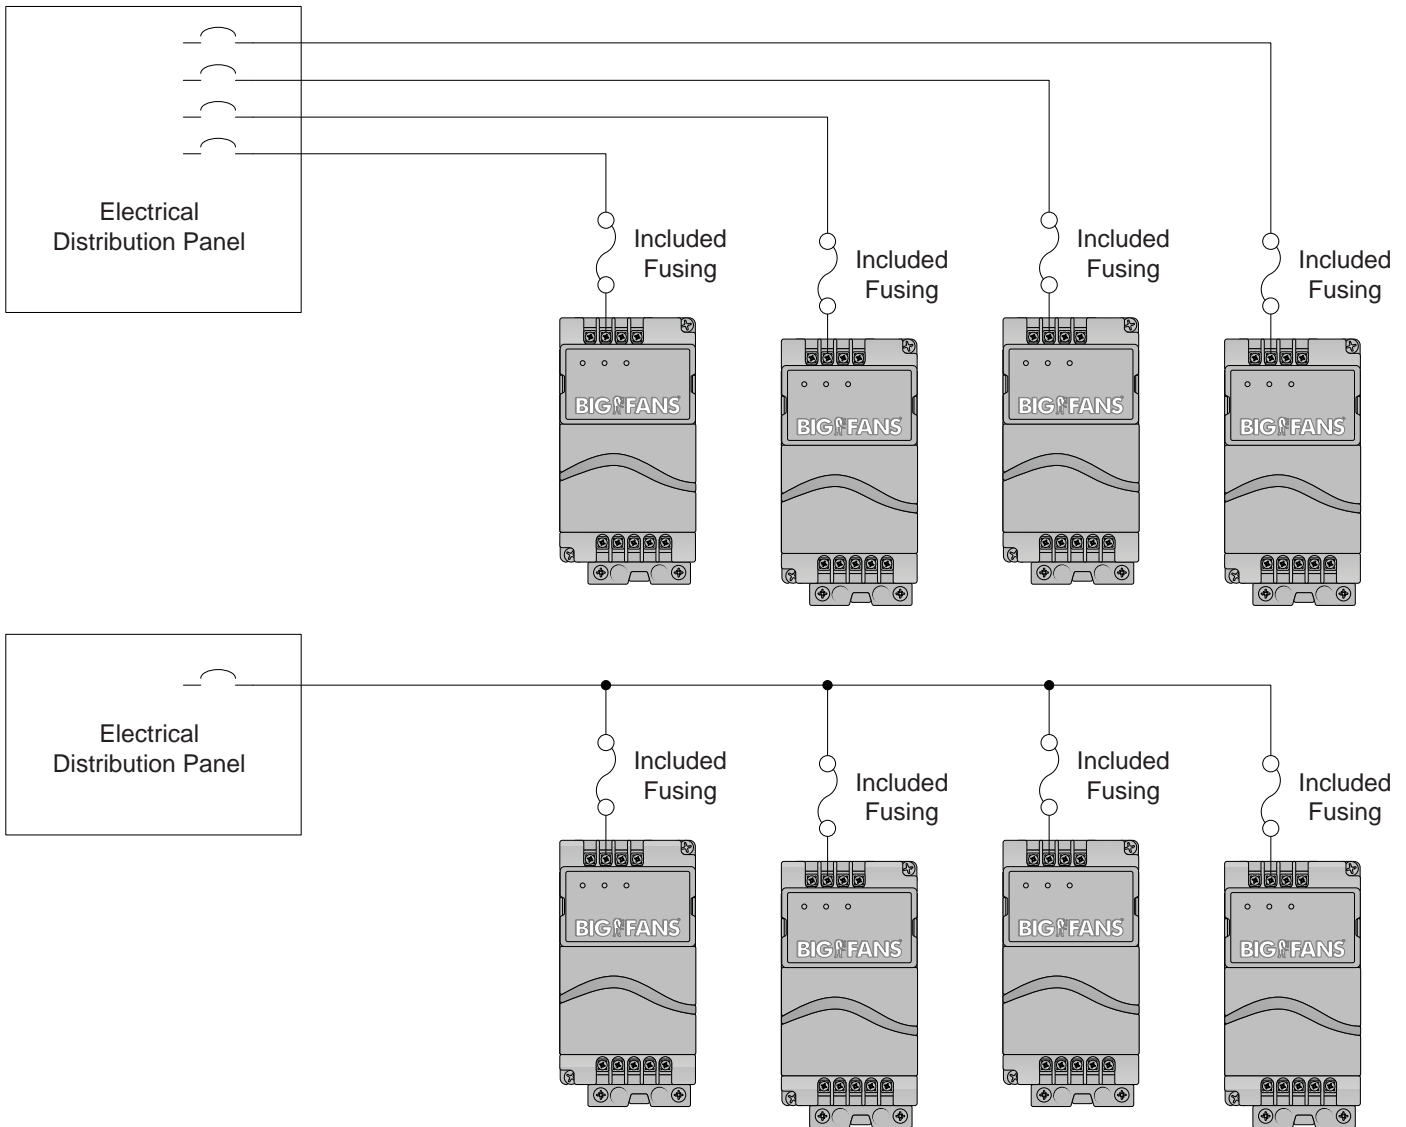 Electrical
Distribution Panel
Included
Fusing
Included
Fusing
Included
Fusing
Included
Fusing
BIG FANS
BIG FANS
BIG FANS
BIG FANS
Electrical
Distribution Panel
Included
Fusing
Included
Fusing
Included
Fusing
Included
Fusing
BIG FANS
BIG FANS
BIG FANS
BIG FANS